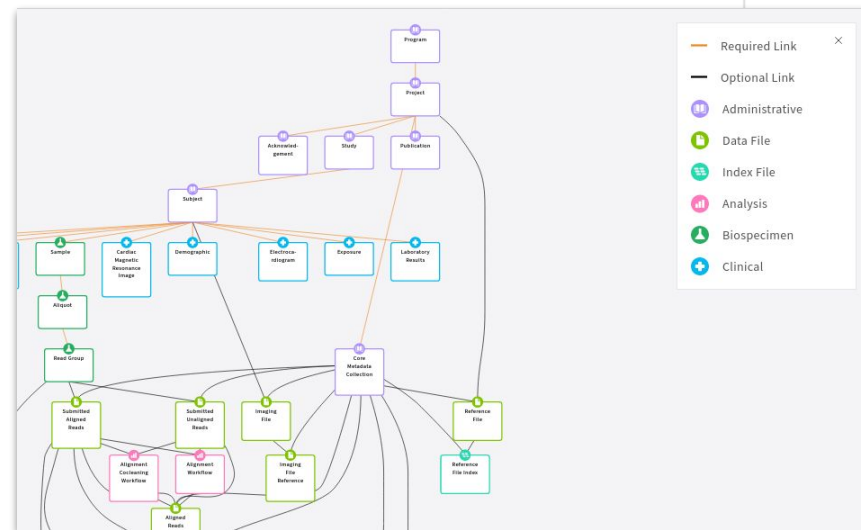 Program
Required Link
Optional Link
Project
Administrative
Acknowled-
gement
Study
Publication
Data File
Index File
Subject
Analysis
Biospecimen
Sample
Cardiac
Magnetic
Resonance
Image
Demographic
Electroca-
rdiogram
Exposure
Laboratory
Results
Clinical
Aliquot
Read Group
Core
Metadata
Collection
Submitted
Aligned
Reads
Submitted
Unaligned
Reads
Imaging
File
Reference
File
Alignment
Cocleaning
Workflow
Alignment
Workflow
Imaging
File
Reference
Reference
File Index
Aligned
Reads